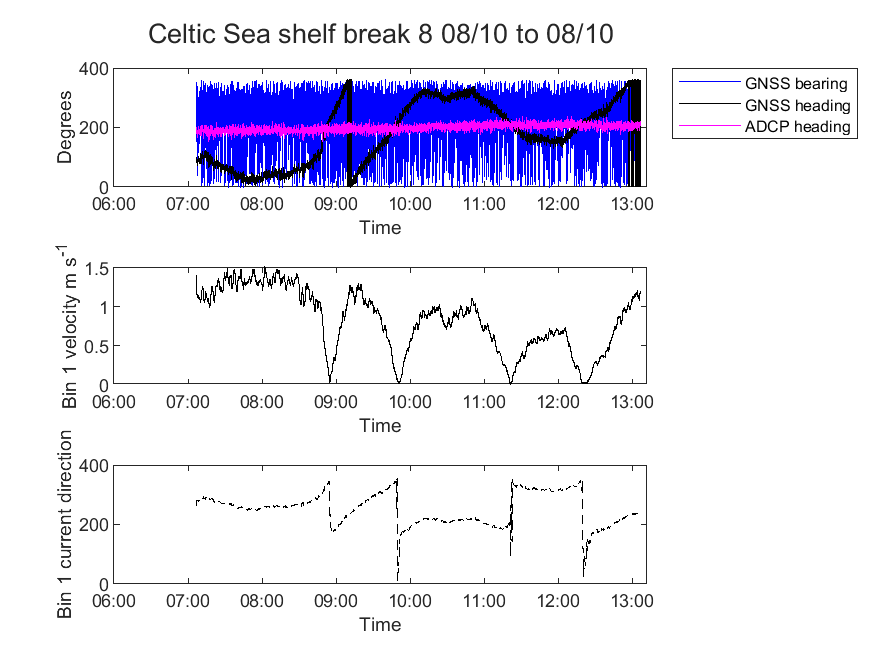 Celtic Sea shelf break 8 08/10 to 08/10
400
200
0
Degrees
06:00 07:00 08:00 09:00 10:00 11:00 12:00 13:00
Time
GNSS bearing
GNSS heading
ADCP heading
1.5
1
0.5
0
Bin 1 velocity m s-1
06:00 07:00 08:00 09:00 10:00 11:00 12:00 13:00
Time
400
200
0
Bin 1 current direction
06:00 07:00 08:00 09:00 10:00 11:00 12:00 13:00
Time